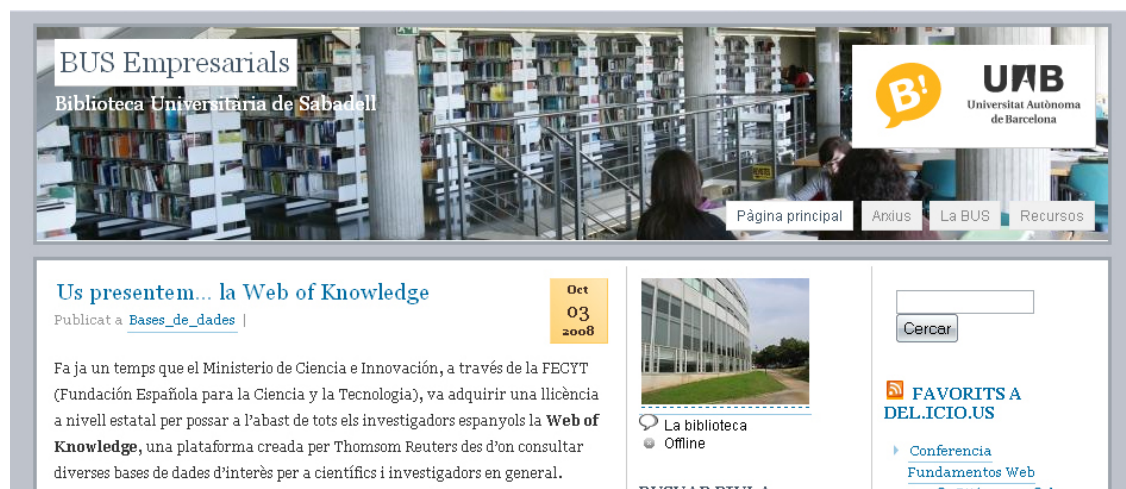 BUS Empresarials
Biblioteca Universitària de Sabadell
B!
UAB
Universitat Autònoma
de Barcelona
Pàgina principal
Arxius
La BUS
Recursos
Us presentem... la Web of Knowledge
Publicat a Bases_de_dades |
Oct
03
2008
Fa ja un temps que el Ministerio de Ciencia e Innovación, a través de la FECYT
(Fundación Española para la Ciencia y la Tecnologia), va adquirir una llicència
a nivell estatal per possar a l'abast de tots els investigadors espanyols la Web of
Knowledge, una plataforma creada per Thomsom Reuters des d'on consultar
diverses bases de dades d'interès per a científics i investigadors en general.
La biblioteca
Offline
Cercar
FAVORITS A
DEL.ICIO.US
Conferencia
Fundamentos Web